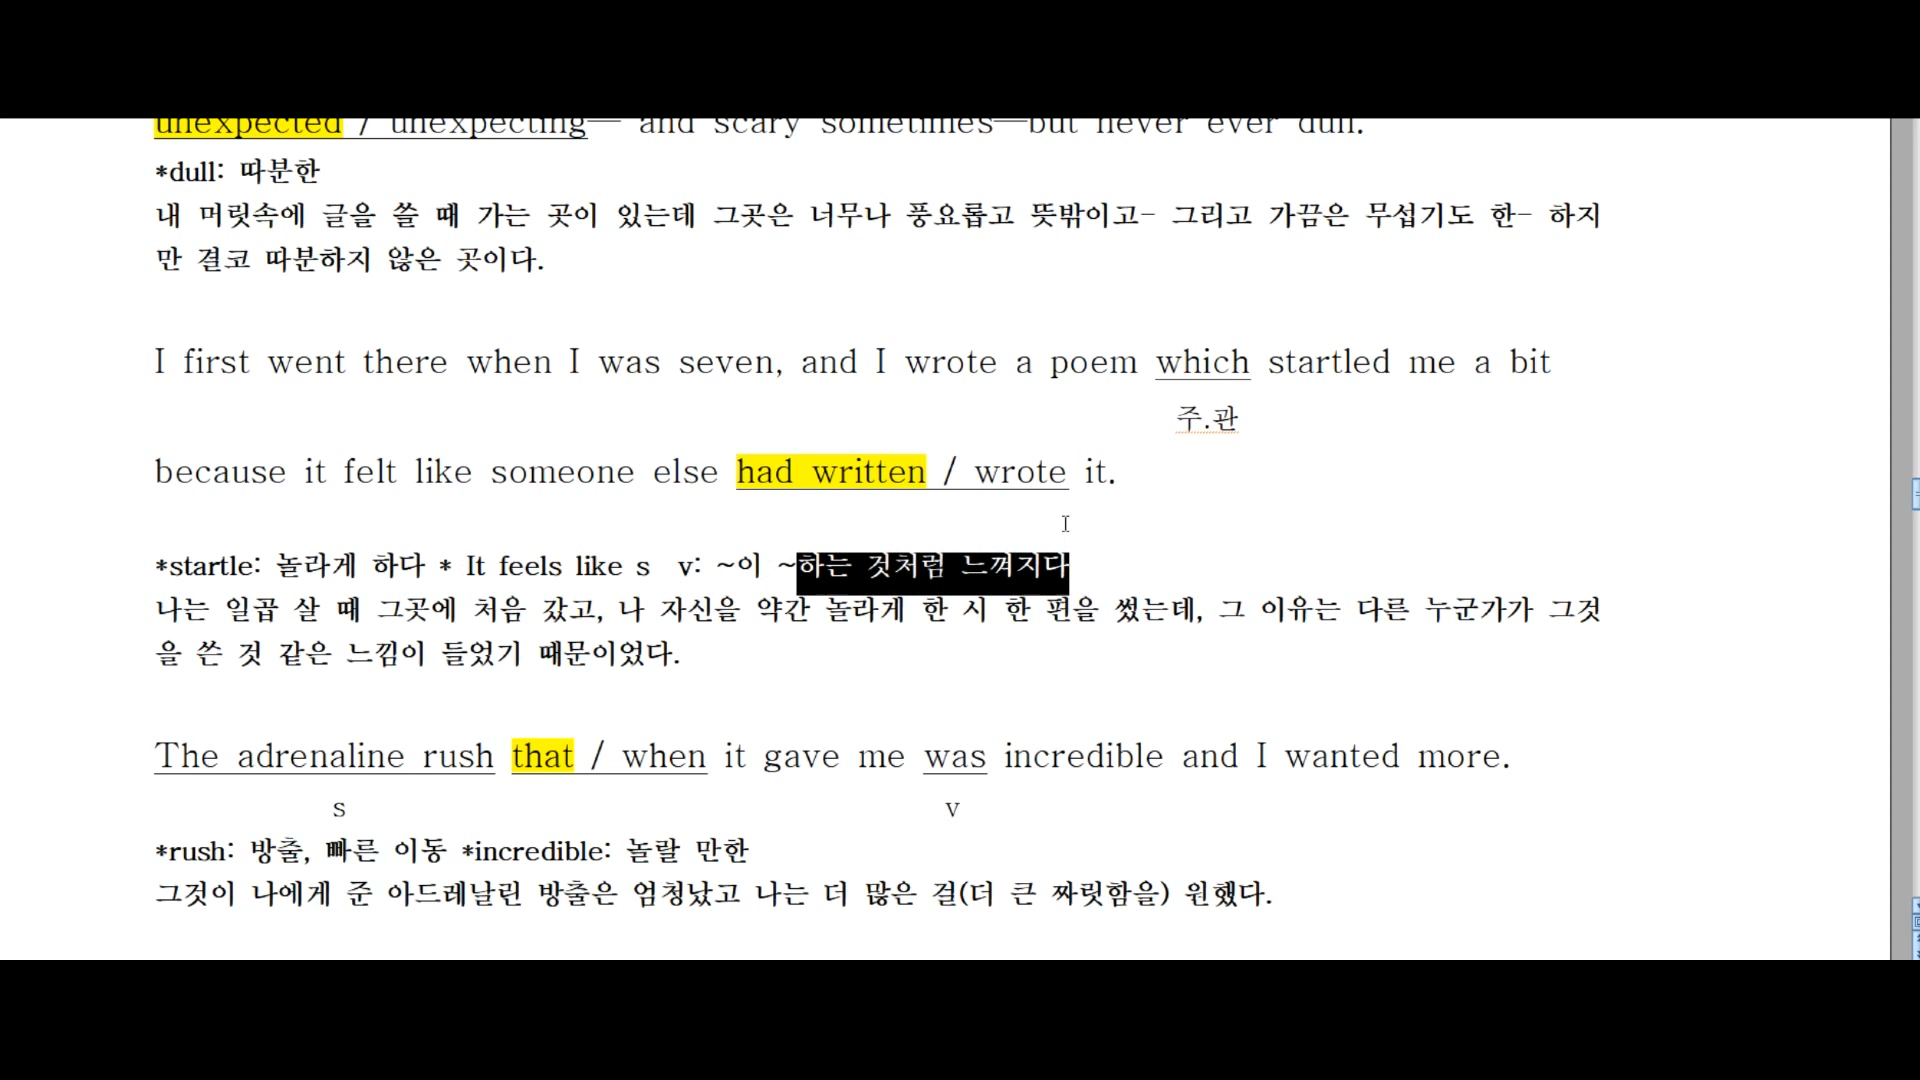 unexpected / unexpecting― and scary sometimes―but never ever dull.
*dull: 따분한
내 머릿속에 글을 쓸 때 가는 곳이 있는데 그곳은 너무나 풍요롭고 뜻밖이고- 그리고 가끔은 무섭기도 한- 하지
만 결코 따분하지 않은 곳이다.
I first went there when I was seven, and I wrote a poem which startled me a bit
주.관
because it felt like someone else had written / wrote it.
*startle: 놀라게 하다 * It feels like s v: ~이 ~하는 것처럼 느껴지다
나는 일곱 살 때 그곳에 처음 갔고, 나 자신을 약간 놀라게 한 시 한 편을 썼는데, 그 이유는 다른 누군가가 그것
을 쓴 것 같은 느낌이 들었기 때문이었다.
The adrenaline rush that / when it gave me was incredible and I wanted more.
s v
*rush: 방출, 빠른 이동 *incredible: 놀랄 만한
그것이 나에게 준 아드레날린 방출은 엄청났고 나는 더 많은 걸(더 큰 짜릿함을) 원했다.